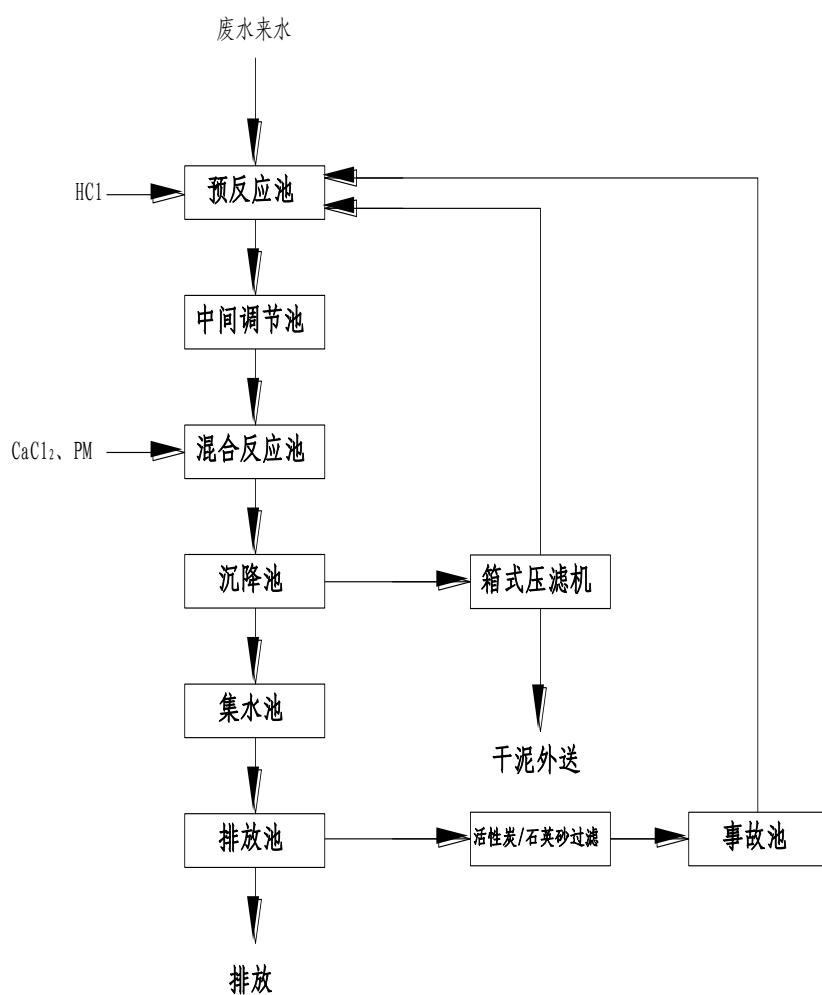 废水来水
HCl
预反应池
中间调节池
CaCl₂、PM
混合反应池
沉降池
箱式压滤机
集水池
干泥外送
排放池
活性炭/石英砂过滤
事故池
排放